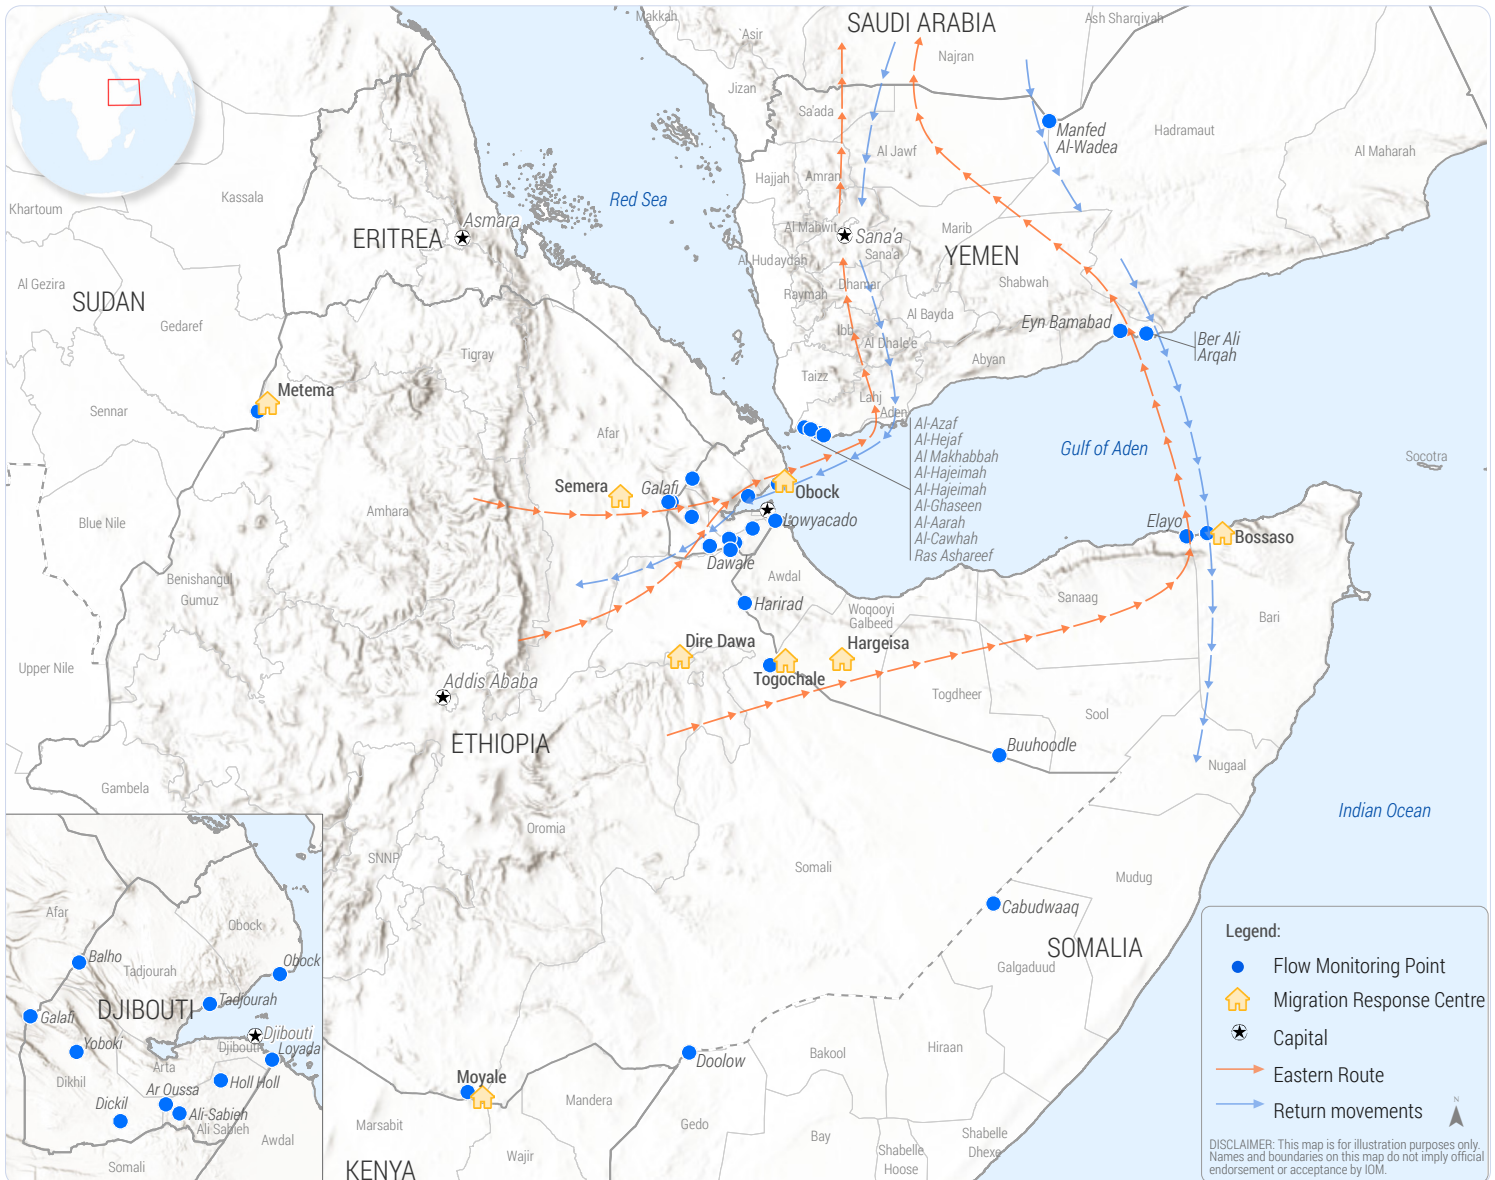 Makkah
'Asir
SAUDI ARABIA
Ash Sharqiyah
Najran
Jizan
Sa'ada
Manfed
Al-Wadea
Hadramaut
Al Jawf
Al Maharah
Hajjah
Amran
Kassala
Khartoum
Red Sea
Asmara
ERITREA
Al Mahwit
Sana'a
Marib
Sana'a
YEMEN
Al Hudaydah
Al Gezira
SUDAN
Dhamar
Shabwah
Raymah
Gedaref
Al Bayda
Eyn Bamabad
Ibb
Al Dhale'e
Ber Ali
Arqah
Tigray
Abyan
Taizz
Metema
Lahj
Aden
Sennar
Al-Azaf
Al-Hejaf
Al Makhabbah
Al-Hajeimah
Al-Hajeimah
Al-Ghaseen
Al-Aarah
Al-Cawhah
Ras Ashareef
Afar
Gulf of Aden
Socotra
Semera
Galafi
Obock
Amhara
Lowyacado
Elayo
Bossaso
Blue Nile
Dawale
Awdal
Benishangul
Gumuz
Harirad
Woqooyi
Galbeed
Sanaag
Bari
Dire Dawa
Hargeisa
Upper Nile
Togochale
Addis Ababa
Togdheer
Sool
ETHIOPIA
Buuhoodle
Nugaal
Gambela
Indian Ocean
Oromia
SNNP
Somali
Mudug
Cabudwaaq
SOMALIA
Galgaduud
Hiraan
Bakool
Doolow
Moyale
Mandera
Marsabit
Gedo
Bay
Shabelle
Dhexe
Shabelle
Hoose
Wajir
KENYA
Afar
Obock
Balho
Tadjourah
Obock
DJIBOUTI
Tadjourah
Galafi
Djibouti
Yoboki
Djibouti
Loyada
Arta
Dikhil
Holl Holl
Ar Oussa
Dickil
Ali-Sabieh
Ali Sabieh
Awdal
Somali
Legend:
Flow Monitoring Point
Migration Response Centre
Capital
Eastern Route
Return movements
N
DISCLAIMER: This map is for illustration purposes only.
Names and boundaries on this map do not imply official
endorsement or acceptance by IOM.